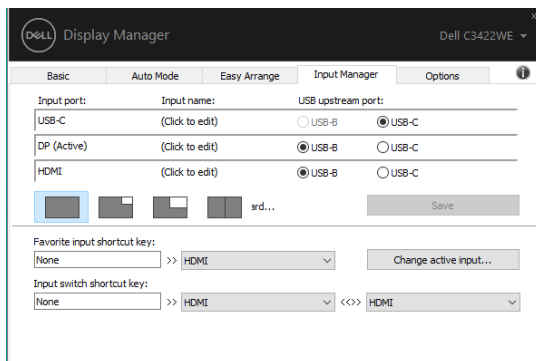 DELL Display Manager Dell C3422WE
Basic Auto Mode Easy Arrange Input Manager Options
Input port: Input name: USB upstream port:
USB-C (Click to edit) USB-B USB-C
DP (Active) (Click to edit) USB-B USB-C
HDMI (Click to edit) USB-B USB-C
ard... Save
Favorite input shortcut key:
None >> HDMI Change active input...
Input switch shortcut key:
None >> HDMI <<>> HDMI